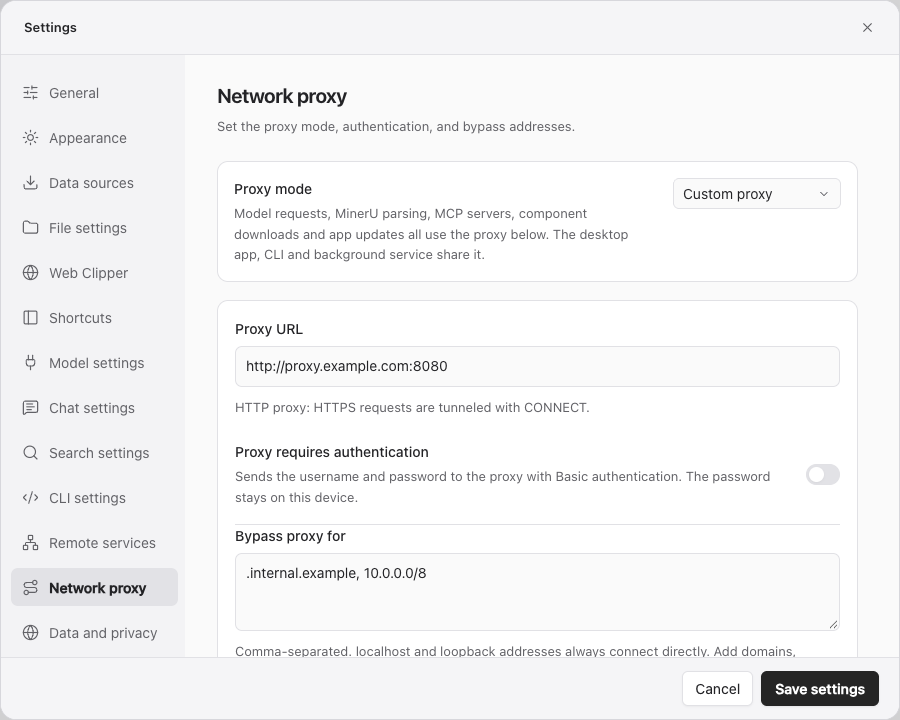 Settings
General
Appearance
Data sources
File settings
Web Clipper
Shortcuts
Model settings
Chat settings
Search settings
CLI settings
Remote services
Network proxy
Data and privacy
Network proxy
Set the proxy mode, authentication, and bypass addresses.
Proxy mode
Custom proxy
Model requests, MinerU parsing, MCP servers, component
downloads and app updates all use the proxy below. The desktop
app, CLI and background service share it.
Proxy URL
http://proxy.example.com:8080
HTTP proxy: HTTPS requests are tunneled with CONNECT.
Proxy requires authentication
Sends the username and password to the proxy with Basic authentication. The password
stays on this device.
Bypass proxy for
.internal.example, 10.0.0.0/8
Comma-separated. localhost and loopback addresses always connect directly. Add domains,
Cancel
Save settings